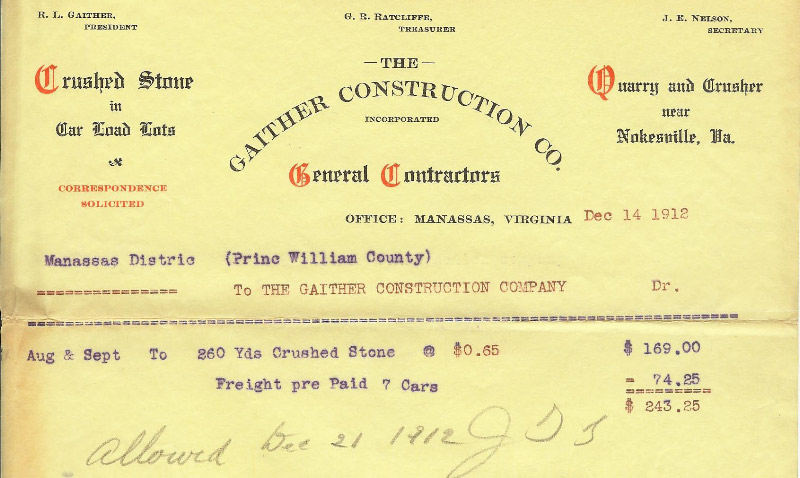 R. L. GAITHER,
PRESIDENT
G. R. RATCLIFFE,
TREASURER
J. E. NELSON,
SECRETARY
Crushed Stone
in
Car Load Lots
CORRESPONDENCE
SOLICITED
—THE—
GAITHER CONSTRUCTION CO.
INCORPORATED
General Contractors
OFFICE: MANASSAS, VIRGINIA
Quarry and Crusher
near
Nokesville, Va.
Dec 14 1912
Manassas Distric (Princ William County)
To THE GAITHER CONSTRUCTION COMPANY Dr.
Aug & Sept To 260 Yds Crushed Stone @ $0.65 $ 169.00
Freight pre Paid 7 Cars = 74.25
$ 243.25
Allowed Dec 21 1912